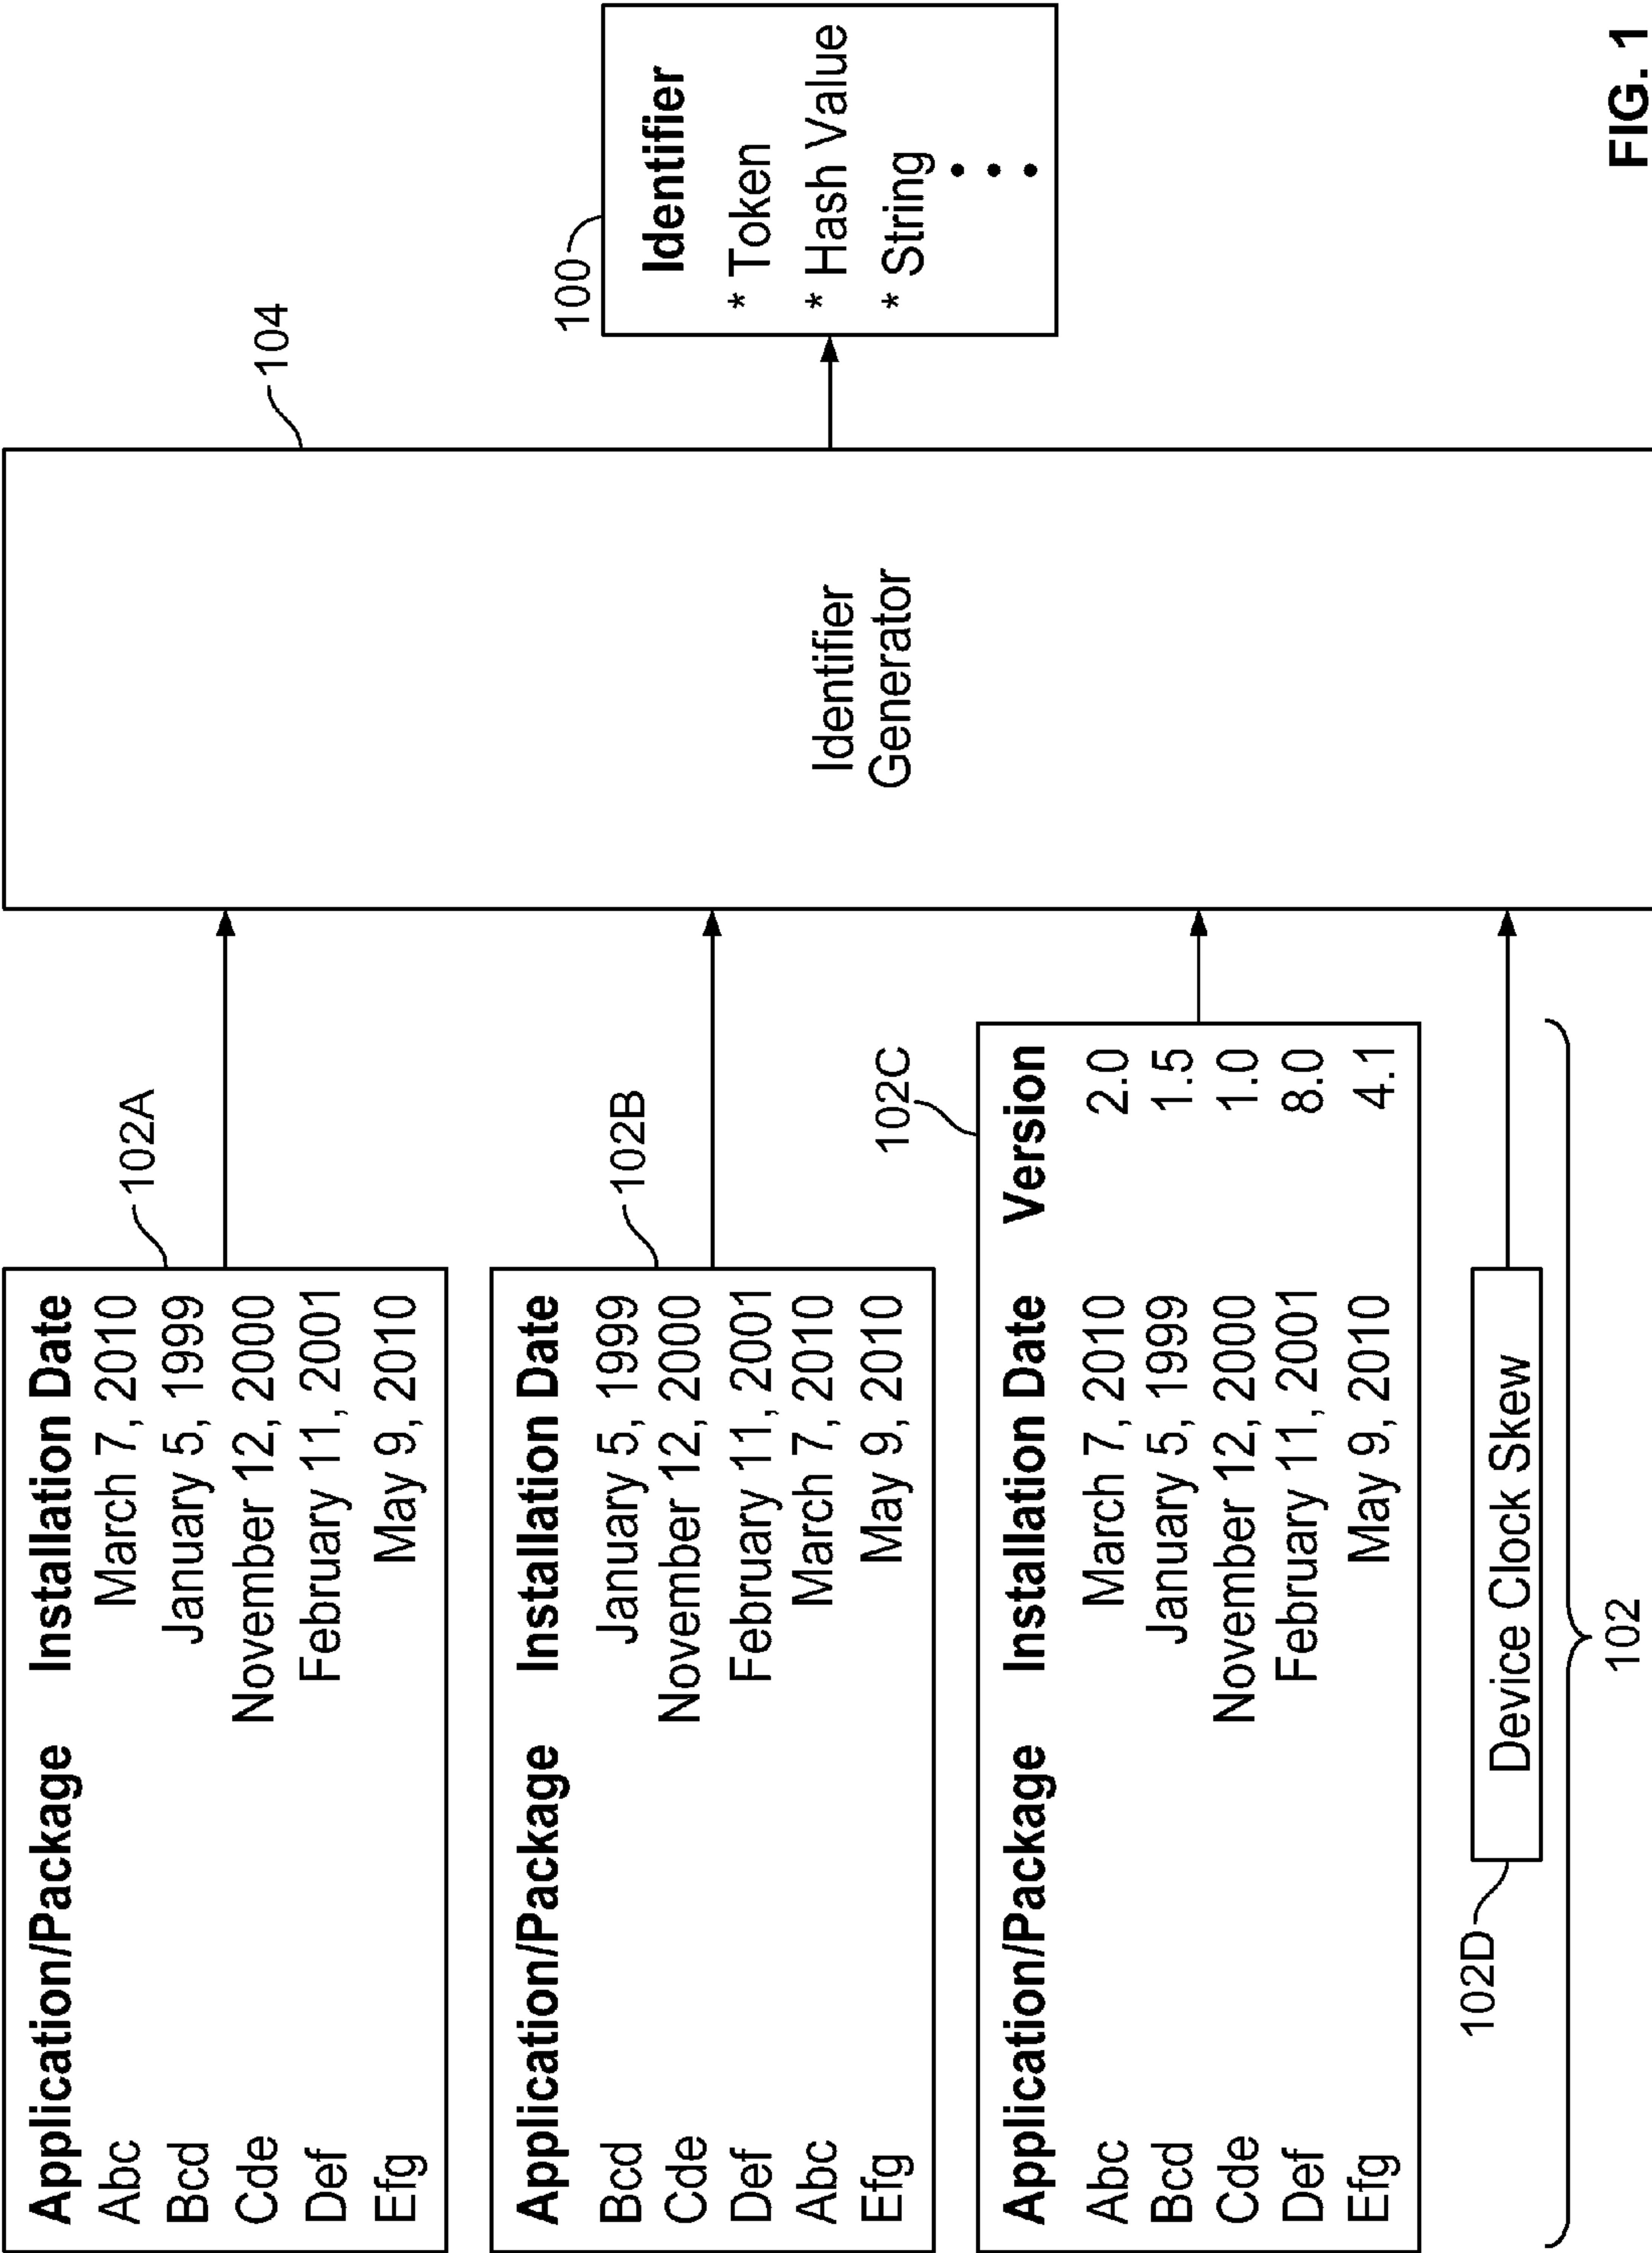 Application/Package Installation Date
Abc March 7, 2010
Bcd January 5, 1999
Cde November 12, 2000
Def February 11, 2001
Efg May 9, 2010
102A
Application/Package Installation Date
Bcd January 5, 1999
Cde November 12, 2000
Def February 11, 2001
Abc March 7, 2010
Efg May 9, 2010
102B
Application/Package Installation Date Version
Abc March 7, 2010 2.0
Bcd January 5, 1999 1.5
Cde November 12, 2000 1.0
Def February 11, 2001 8.0
Efg May 9, 2010 4.1
102C
102D
Device Clock Skew
102
Identifier
Generator
104
100
Identifier
* Token
* Hash Value
* String
FIG. 1